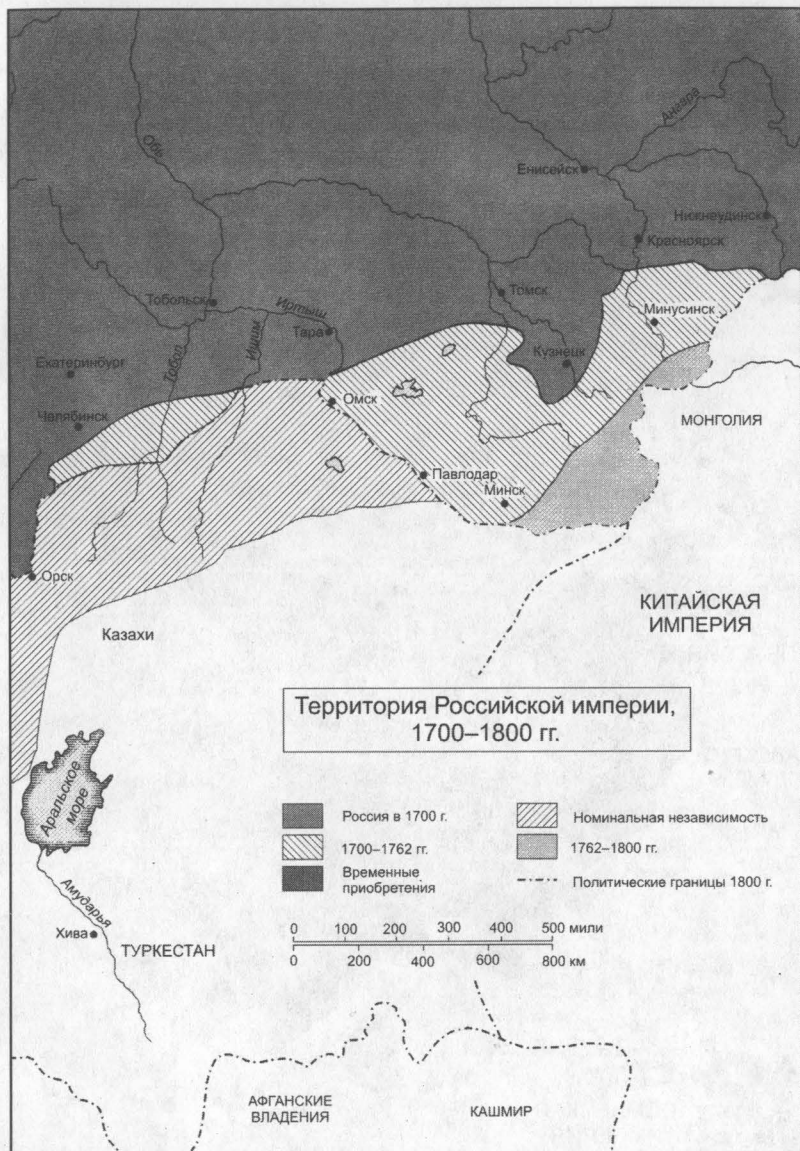 Обь
Ангара
Енисейск
Нижнеудинск
Красноярск
Томск
Тобольск
Иртыш
Тара
Минусинск
Тобол
Ишим
Кузнецк
Екатеринбург
Омск
Челябинск
МОНГОЛИЯ
Павлодар
Минск
Орск
КИТАЙСКАЯ
ИМПЕРИЯ
Казахи
Территория Российской империи,
1700–1800 гг.
Аральское
море
Россия в 1700 г.
Номинальная независимость
1700–1762 гг.
1762–1800 гг.
Временные
приобретения
Политические границы 1800 г.
Амударья
0 100 200 300 400 500 мили
0 200 400 600 800 км
Хива
ТУРКЕСТАН
АФГАНСКИЕ
ВЛАДЕНИЯ
КАШМИР